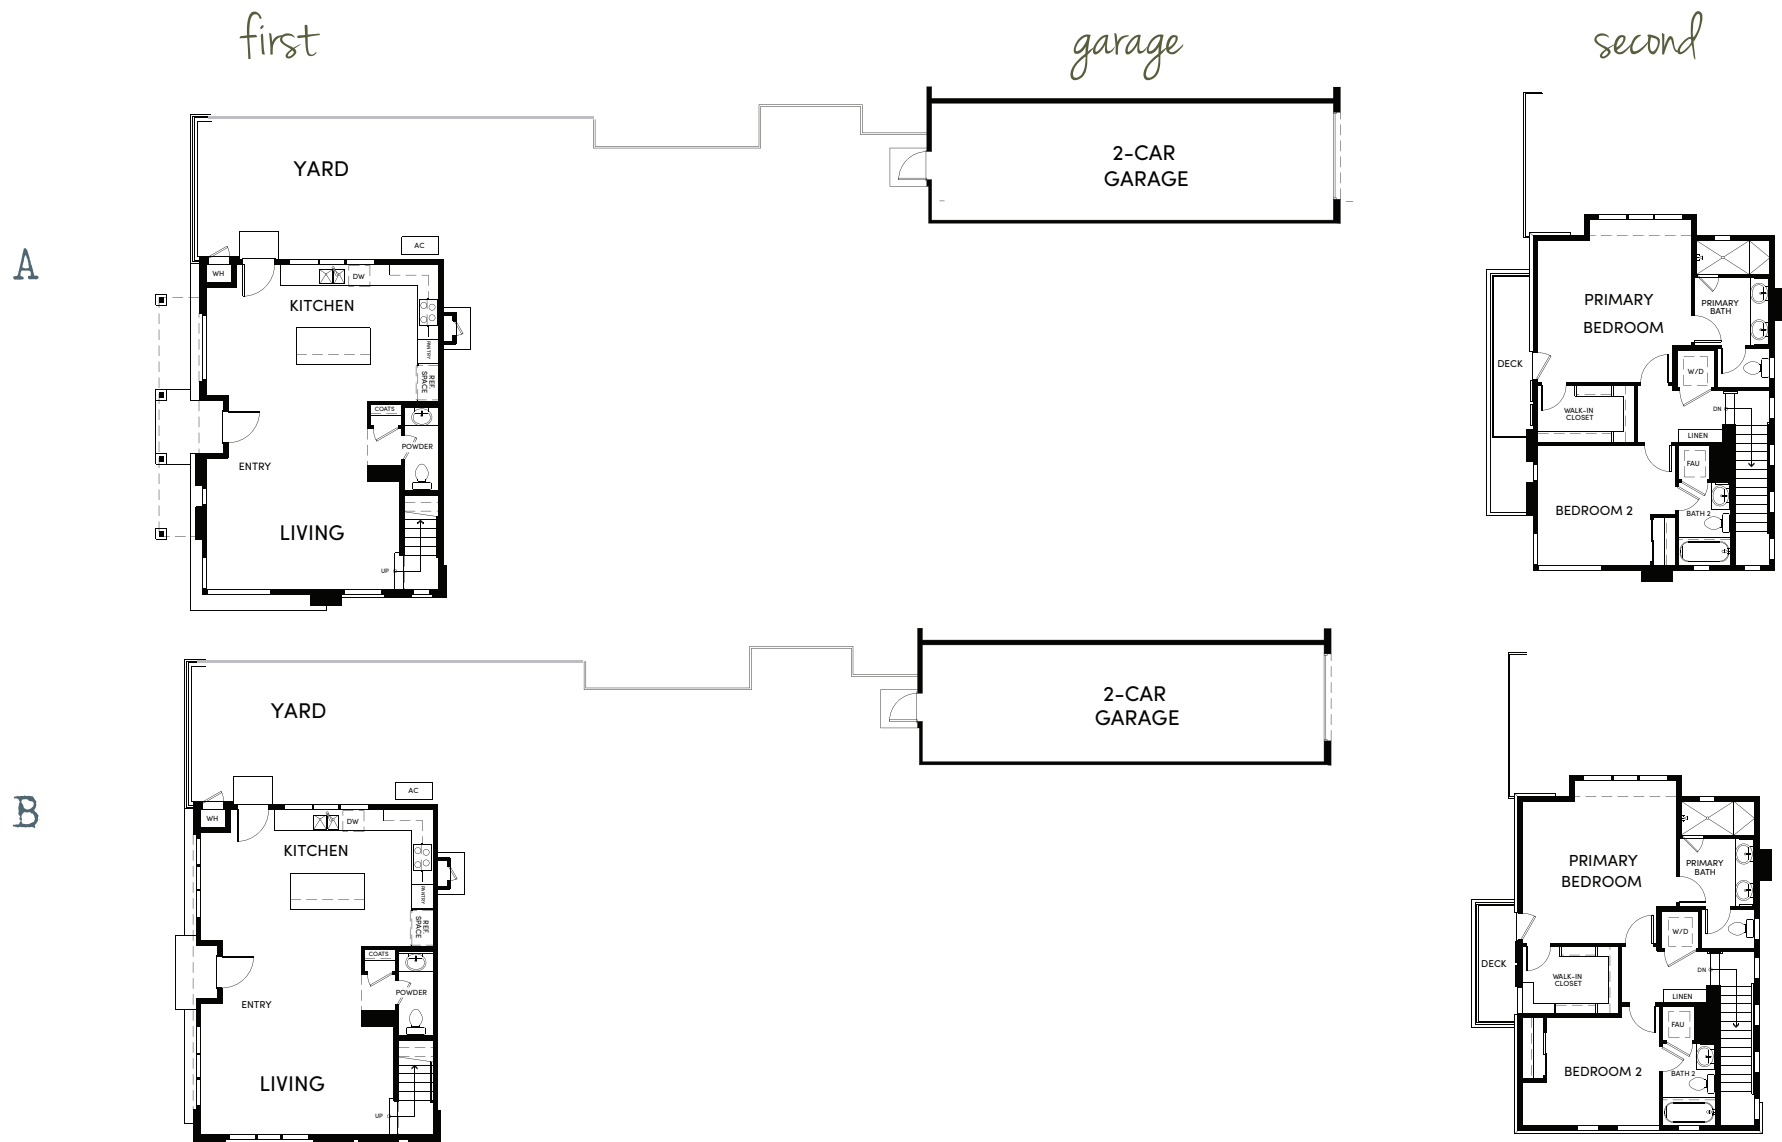 first
garage
second
A
YARD
AC
WH
DW
KITCHEN
PANTRY
REF.
SPACE
COATS
POWDER
ENTRY
LIVING
UP
2-CAR
GARAGE
PRIMARY
BEDROOM
PRIMARY
BATH
DECK
W/D
WALK-IN
CLOSET
DN
LINEN
FAU
BEDROOM 2
BATH 2
B
YARD
AC
WH
DW
KITCHEN
PANTRY
REF.
SPACE
COATS
POWDER
ENTRY
LIVING
UP
2-CAR
GARAGE
PRIMARY
BEDROOM
PRIMARY
BATH
W/D
DECK
WALK-IN
CLOSET
DN
LINEN
FAU
BEDROOM 2
BATH 2